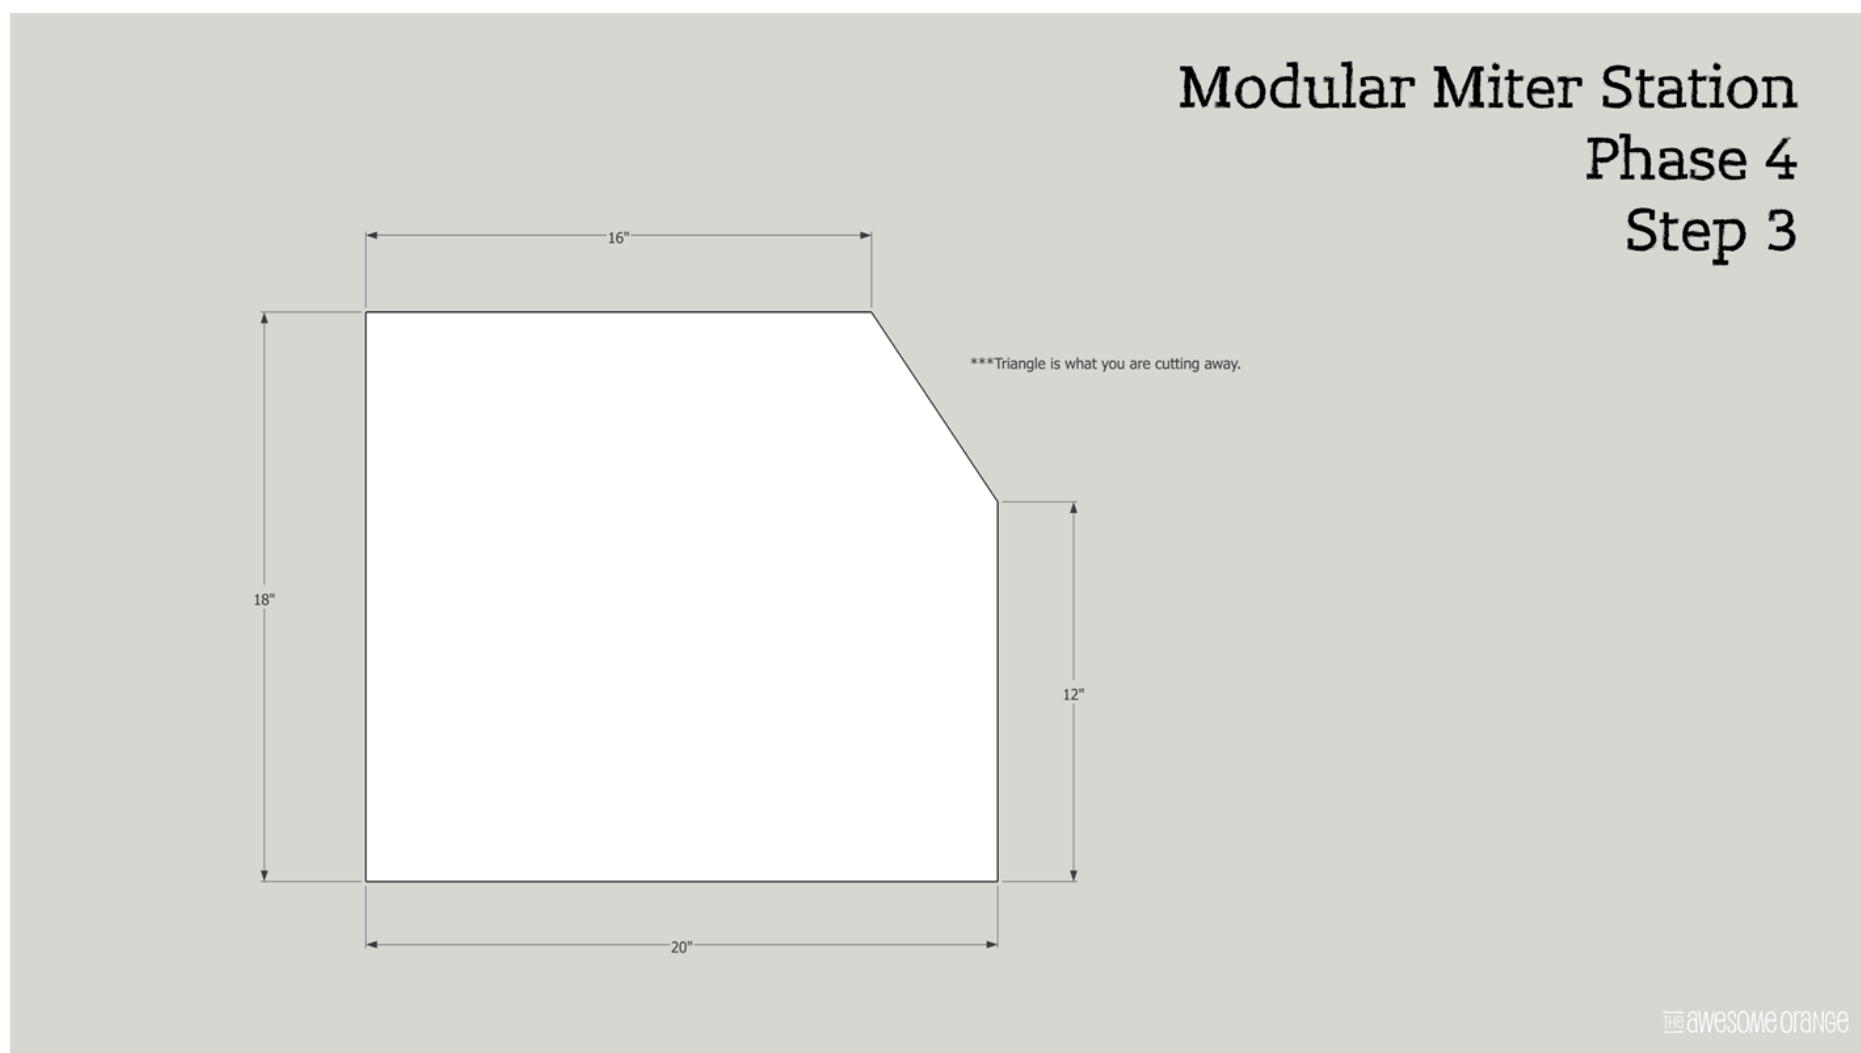 Modular Miter Station
Phase 4
Step 3
16"
***Triangle is what you are cutting away.
18"
12"
20"
THE AWESOME ORANGE